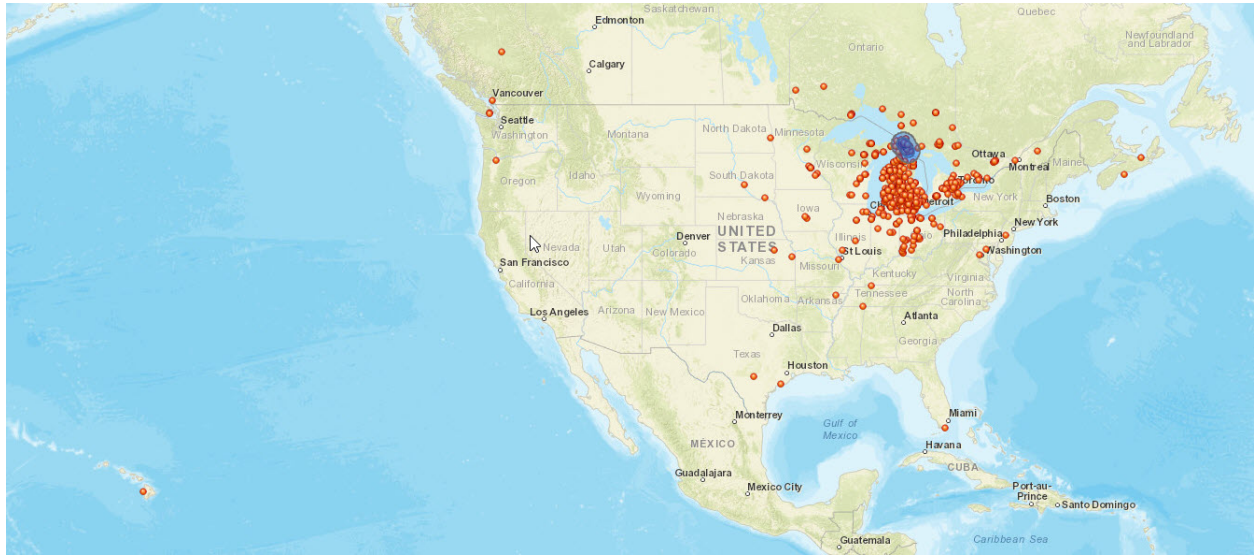 Edmonton
Saskatchewan
Quebec
Newfoundland
and Labrador
Ontario
Calgary
Vancouver
Seattle
Washington
Montana
North Dakota
Minnesota
Ottawa
Montreal
Maine
Wisconsin
Toronto
Oregon
Idaho
South Dakota
Wyoming
New York
Boston
Iowa
Detroit
Nebraska
New York
Philadelphia
UNITED
STATES
Illinois
Denver
Nevada
Utah
Colorado
Kansas
Missouri
St Louis
Washington
San Francisco
California
Kentucky
Virginia
Los Angeles
Arizona
New Mexico
Oklahoma
Arkansas
Tennessee
North
Carolina
Atlanta
Dallas
Georgia
Texas
Houston
Monterrey
Gulf of
Mexico
Miami
MÉXICO
Havana
CUBA
Guadalajara
Mexico City
Port-au-
Prince
Santo Domingo
Guatemala
Caribbean Sea